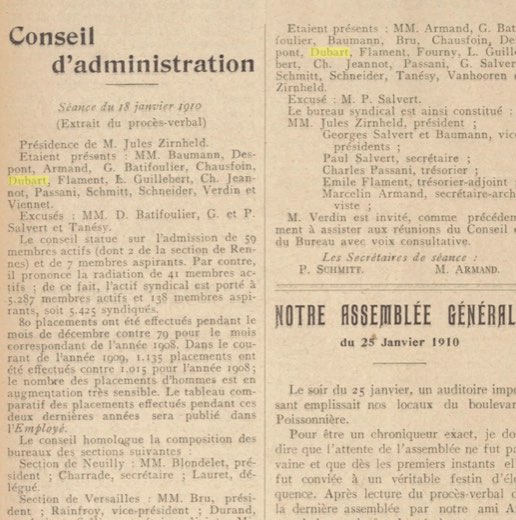 Conseil
d'administration
Séance du 18 janvier 1910
(Extrait du procès-verbal)
Présidence de M. Jules Zirnheld.
Etaient présents : MM. Baumann, Des-
pont, Armand, G. Batifoulier, Chausfoin,
Dubart, Flament, L. Guillebert, Ch. Jean-
not, Passani, Schmitt, Schneider, Verdin et
Viennet.
Excusés : MM. D. Batifoulier, G. et P.
Salvert et Tanésy.
Le conseil statue sur l'admission de 59
membres actifs (dont 2 de la section de Ren-
nes) et de 7 membres aspirants. Par contre,
il prononce la radiation de 41 membres ac-
tifs ; de ce fait, l'actif syndical est porté à
5.287 membres actifs et 138 membres aspi-
rants, soit 5.425 syndiqués.
80 placements ont été effectués pendant le
mois de décembre contre 79 pour le mois
correspondant de l'année 1908. Dans le cou-
rant de l'année 1909, 1.135 placements ont
été effectués contre 1.015 pour l'année 1908 ;
le nombre des placements d'hommes est en
augmentation très sensible. Le tableau com-
paratif des placements effectués pendant ces
deux dernières années sera publié dans
l'Employé.
Le conseil homologue la composition des
bureaux des sections suivantes :
Section de Neuilly : MM. Blondelet, pré-
sident ; Charrade, secrétaire ; Lauret, dé-
légué.
Section de Versailles : MM. Bru, prési-
dent ; Rainfroy, vice-président ; Durand,
Etaient présents : MM. Armand, G. Bat
foulier, Baumann, Bru, Chausfoin, De
pont, Dubart, Flament, Fourny, L. Guille
bert, Ch. Jeannot, Passani, G. Salver
Schmitt, Schneider, Tanésy, Vanhooren
Zirnheld.
Excusé : M. P. Salvert.
Le bureau syndical est ainsi constitué :
MM. Jules Zirnheld, président ;
Georges Salvert et Baumann, vice
présidents ;
Paul Salvert, secrétaire ;
Charles Passani, trésorier ;
Emile Flament, trésorier-adjoint ;
Marcelin Armand, secrétaire-arch
viste ;
M. Verdin est invité, comme précéden
ment à assister aux réunions du Conseil e
du Bureau avec voix consultative.
Les Secrétaires de séance :
P. SCHMITT. M. ARMAND.
NOTRE ASSEMBLÉE GÉNÉRAL
du 25 Janvier 1910
Le soir du 25 janvier, un auditoire impo
sant emplissait nos locaux du boulevar
Poissonnière.
Pour être un chroniqueur exact, je do
dire que l'attente de l'assemblée ne fut pa
vaine et que dès les premiers instants el
fut conviée à un véritable festin d'élo
quence. Après lecture du procès-verbal d
la dernière assemblée par notre ami A